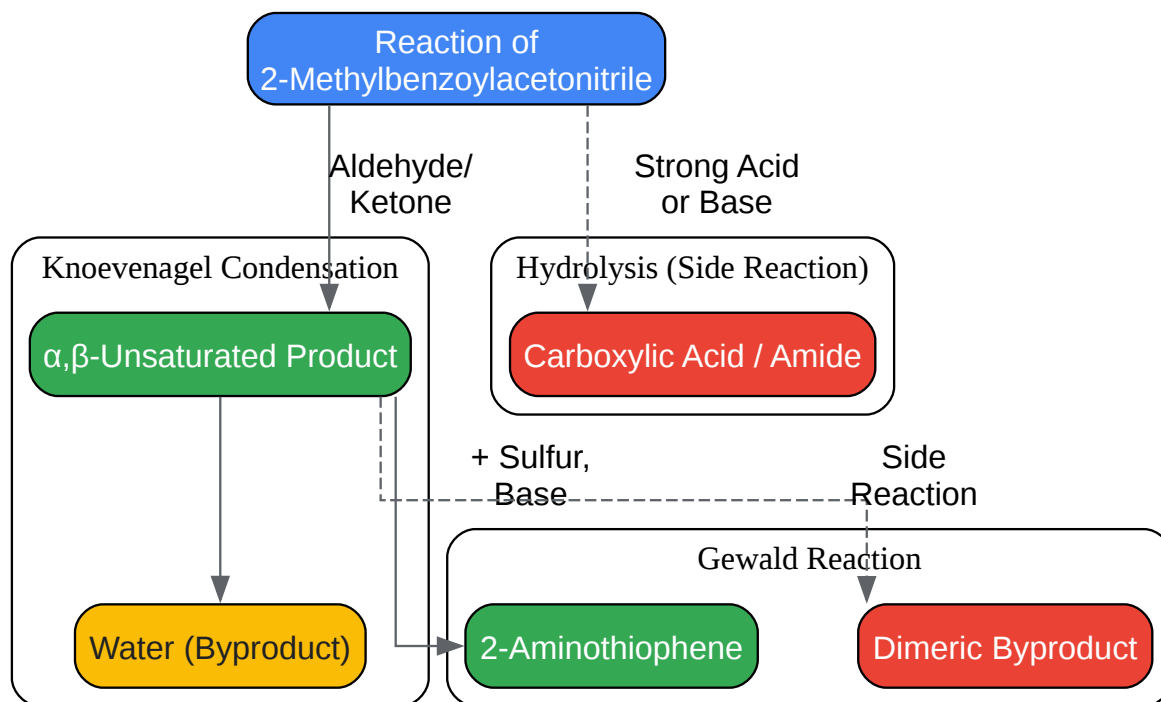 Reaction of
2-Methylbenzoylacetonitrile
Aldehyde/
Ketone
Strong Acid
or Base
Knoevenagel Condensation
Hydrolysis (Side Reaction)
α,β-Unsaturated Product
Carboxylic Acid / Amide
+ Sulfur,
Base
Side
Reaction
Gewald Reaction
Water (Byproduct)
2-Aminothiophene
Dimeric Byproduct